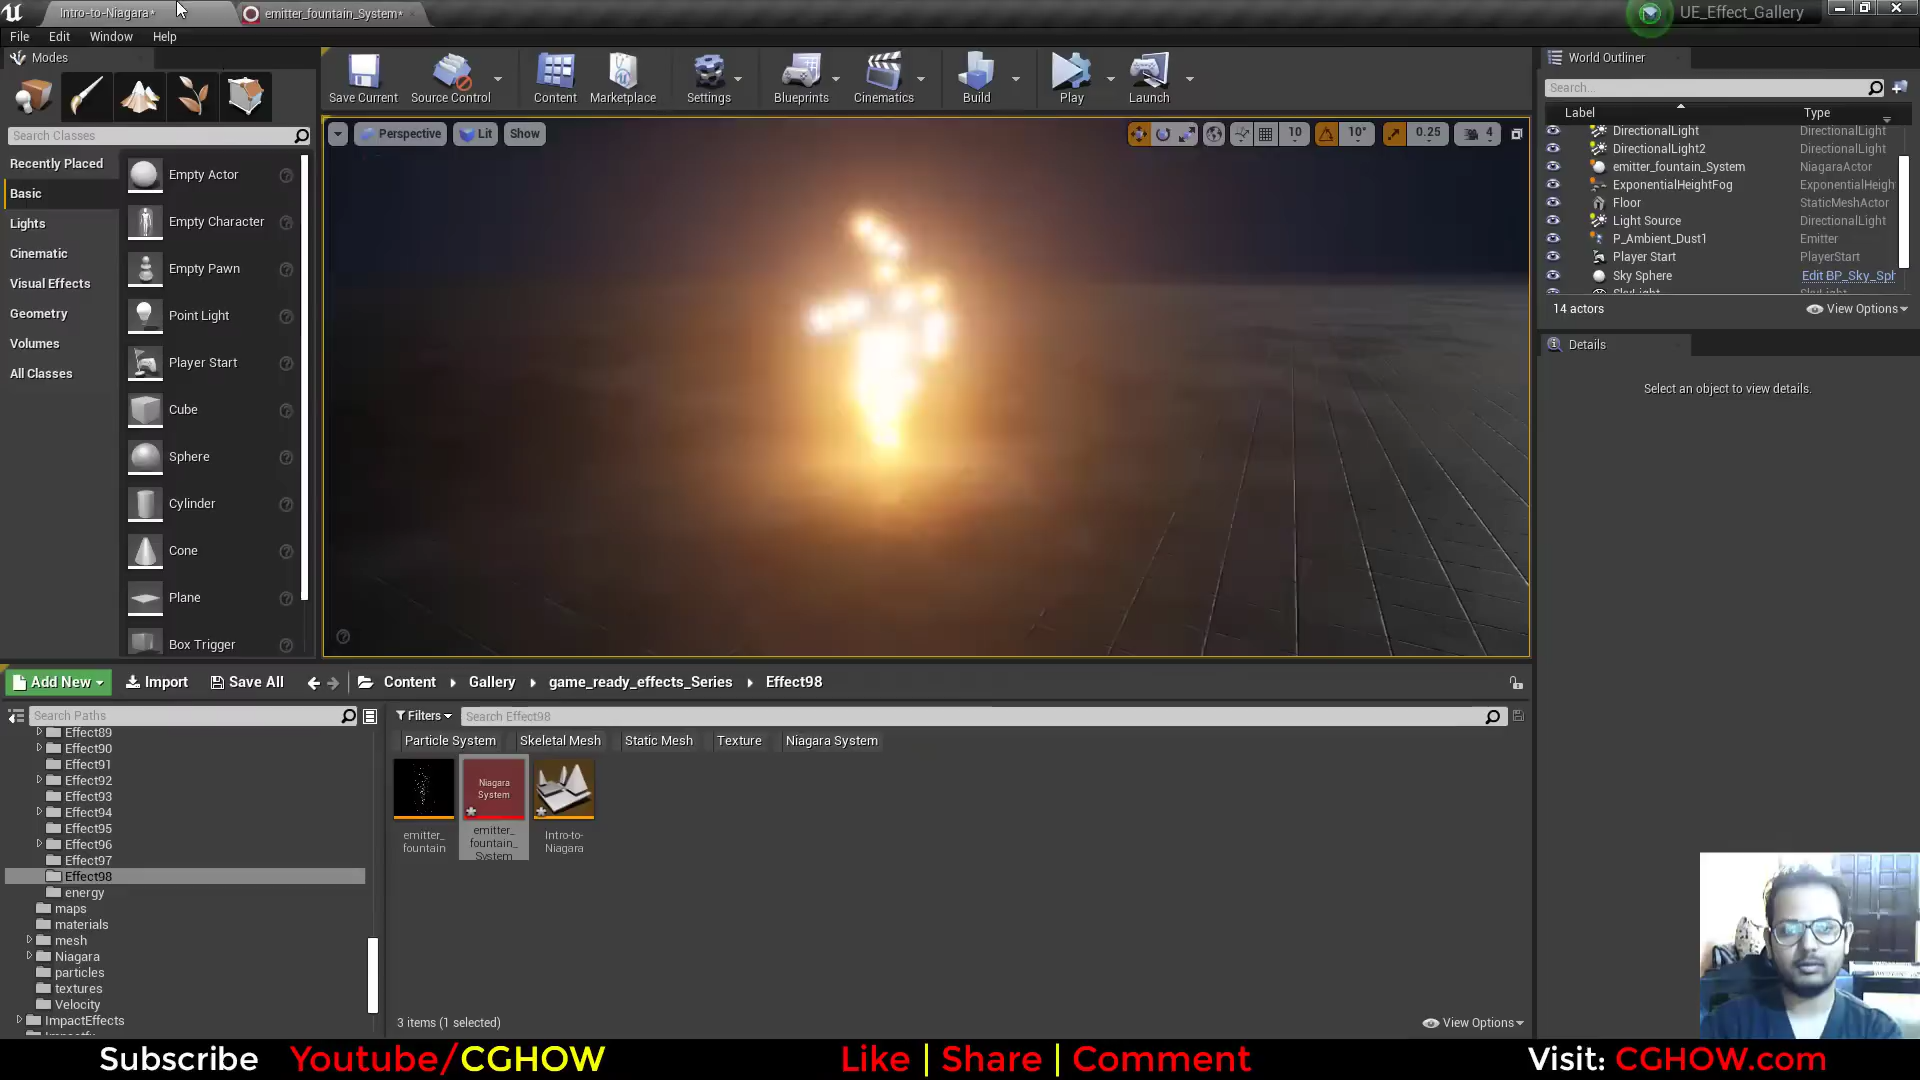 Intro-to-Niagara*
emitter_fountain_System*
UE_Effect_Gallery
File Edit Window Help
Modes
Search Classes
Recently Placed
Basic
Lights
Cinematic
Visual Effects
Geometry
Volumes
All Classes
Empty Actor
Empty Character
Empty Pawn
Point Light
Player Start
Cube
Sphere
Cylinder
Cone
Plane
Box Trigger
Save Current
Source Control
Content
Marketplace
Settings
Blueprints
Cinematics
Build
Play
Launch
Perspective
Lit
Show
10
10°
0.25
4
World Outliner
Search...
Label Type
DirectionalLight DirectionalLight
DirectionalLight2 DirectionalLight
emitter_fountain_System NiagaraActor
ExponentialHeightFog ExponentialHeigh
Floor StaticMeshActor
Light Source DirectionalLight
P_Ambient_Dust1 Emitter
Player Start PlayerStart
Sky Sphere Edit BP_Sky_Sph
SkyLight SkyLight
14 actors
View Options
Details
Select an object to view details.
Add New
Import
Save All
Content
Gallery
game_ready_effects_Series
Effect98
Search Paths
Effect89
Effect90
Effect91
Effect92
Effect93
Effect94
Effect95
Effect96
Effect97
Effect98
energy
maps
materials
mesh
Niagara
particles
textures
Velocity
ImpactEffects
Filters
Search Effect98
Particle System
Skeletal Mesh
Static Mesh
Texture
Niagara System
Niagara
System
emitter_
fountain
emitter_
fountain_
System
Intro-to-
Niagara
3 items (1 selected)
View Options
Subscribe Youtube/CGHOW
Like | Share | Comment
Visit: CGHOW.com